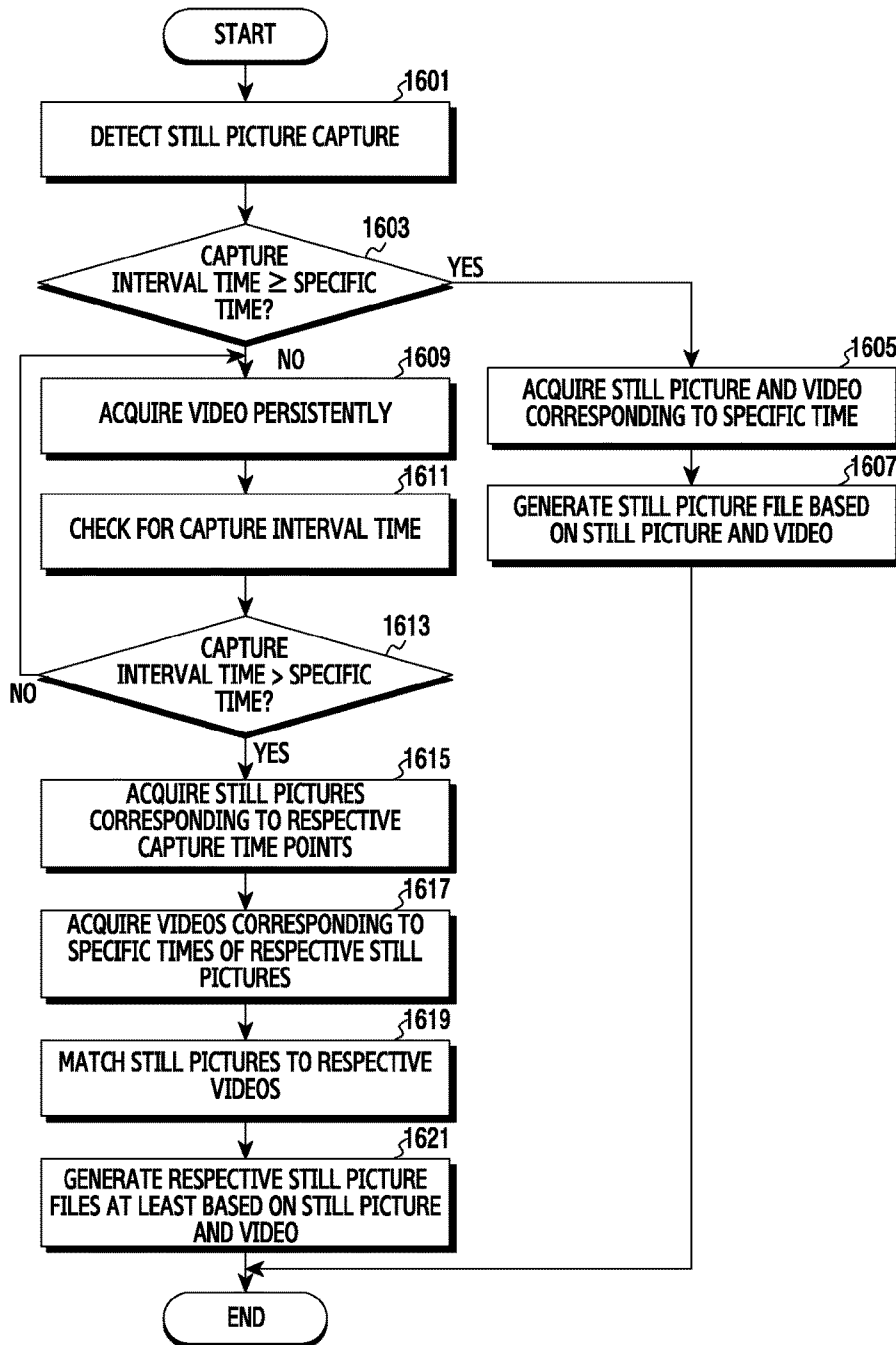 START
1601
DETECT STILL PICTURE CAPTURE
1603
CAPTURE
INTERVAL TIME ≥ SPECIFIC
TIME?
YES
NO
1609
ACQUIRE VIDEO PERSISTENTLY
1605
ACQUIRE STILL PICTURE AND VIDEO
CORRESPONDING TO SPECIFIC TIME
1611
CHECK FOR CAPTURE INTERVAL TIME
1607
GENERATE STILL PICTURE FILE BASED
ON STILL PICTURE AND VIDEO
1613
CAPTURE
INTERVAL TIME > SPECIFIC
TIME?
NO
YES
1615
ACQUIRE STILL PICTURES
CORRESPONDING TO RESPECTIVE
CAPTURE TIME POINTS
1617
ACQUIRE VIDEOS CORRESPONDING TO
SPECIFIC TIMES OF RESPECTIVE STILL
PICTURES
1619
MATCH STILL PICTURES TO RESPECTIVE
VIDEOS
1621
GENERATE RESPECTIVE STILL PICTURE
FILES AT LEAST BASED ON STILL PICTURE
AND VIDEO
END